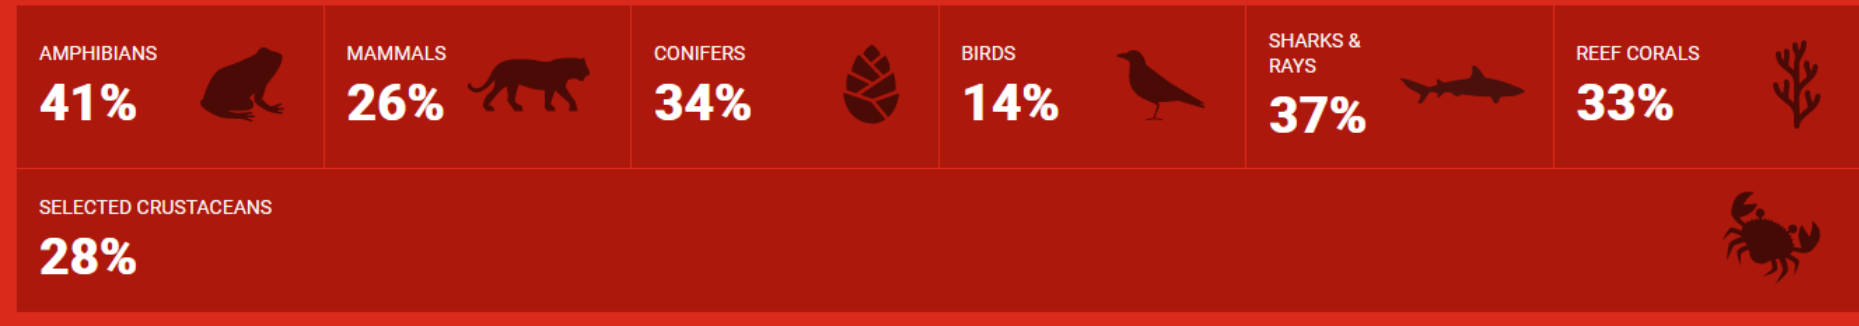 AMPHIBIANS
41%
MAMMALS
26%
CONIFERS
34%
BIRDS
14%
SHARKS &
RAYS
37%
REEF CORALS
33%
SELECTED CRUSTACEANS
28%